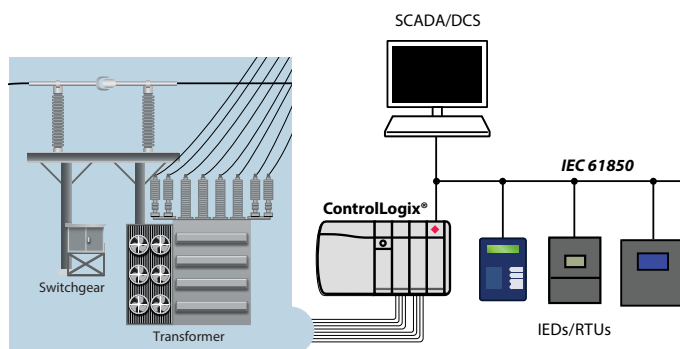 SCADA/DCS
IEC 61850
ControlLogix®
Switchgear
Transformer
IEDs/RTUs